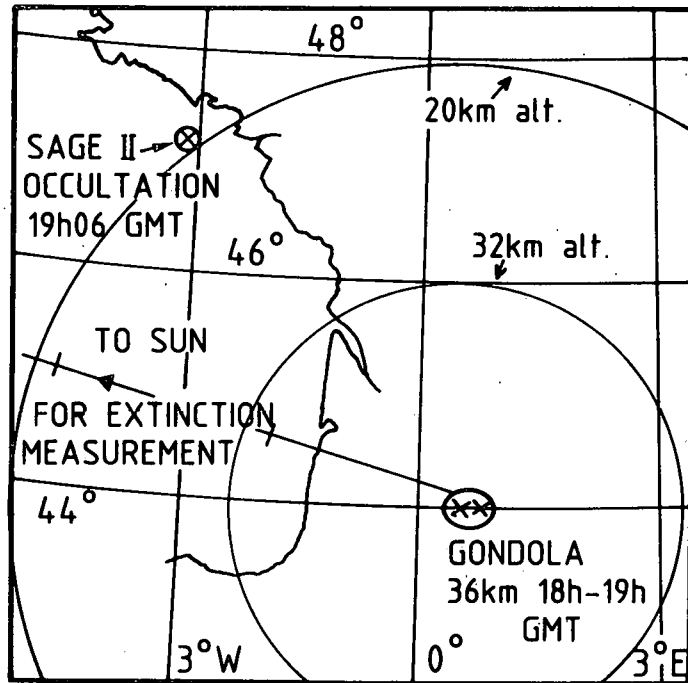 48°
20km alt.
SAGE II
OCCULTATION
19h06 GMT
46°
32km alt.
TO SUN
FOR EXTINCTION
MEASUREMENT
44°
GONDOLA
36km 18h-19h
GMT
3°W
0°
3°E